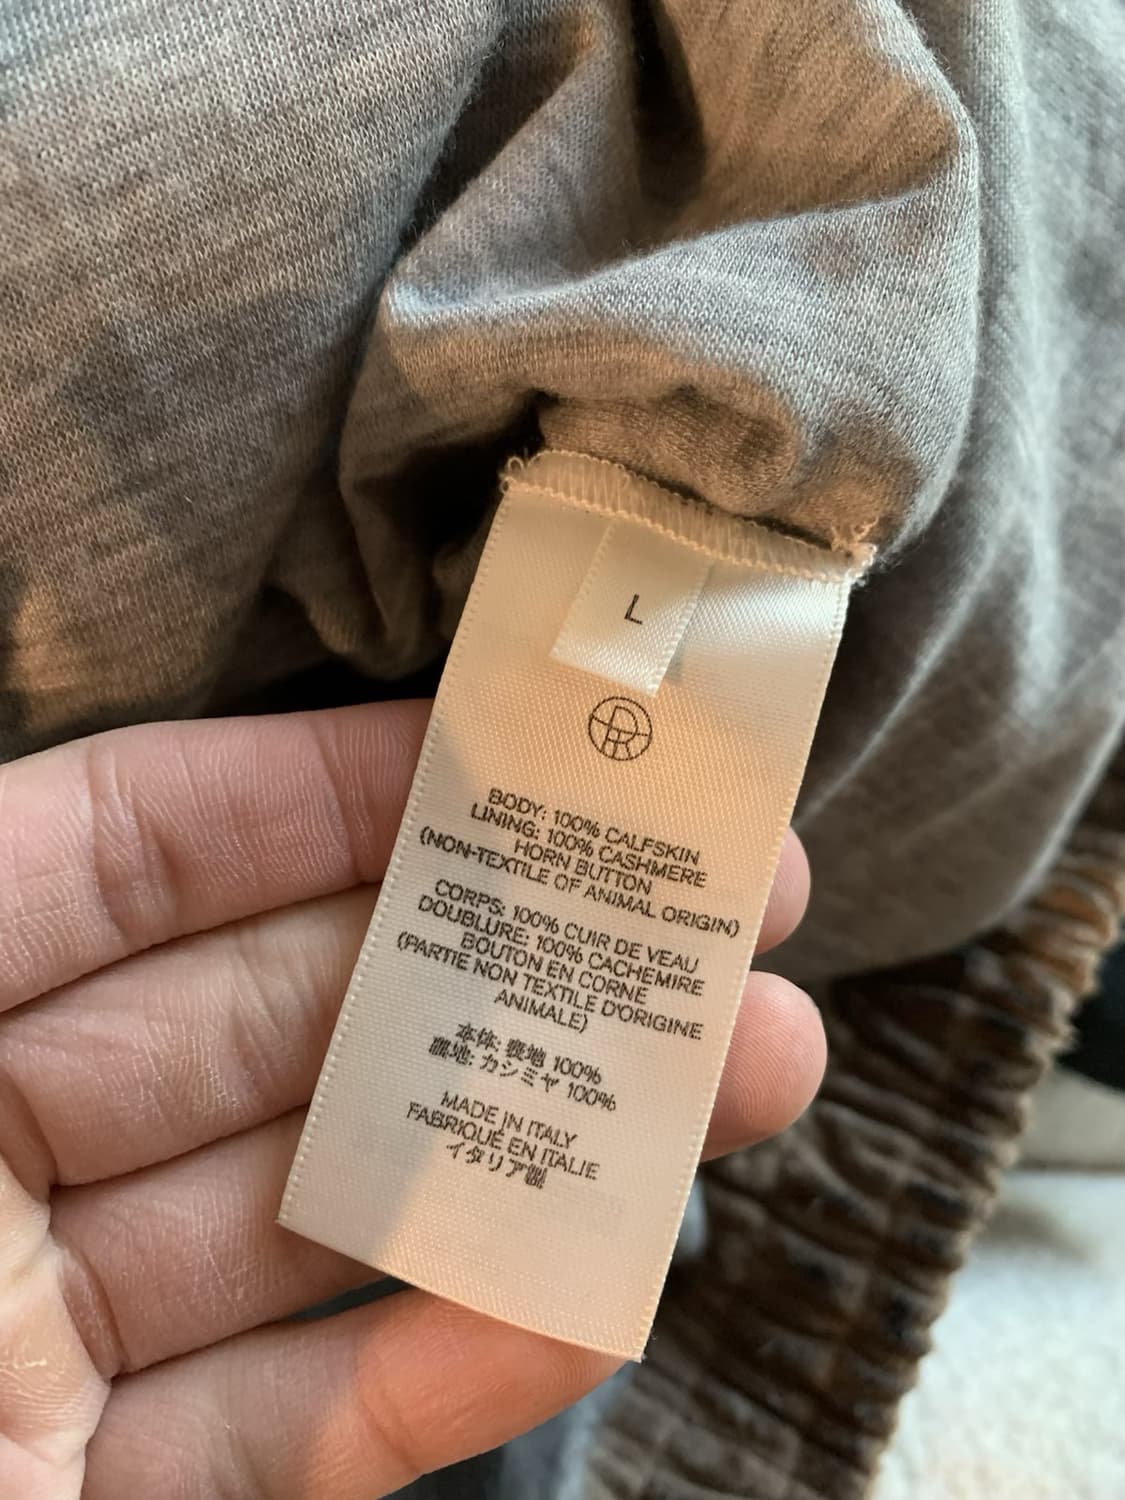 L
BODY: 100% CALFSKIN
LINING: 100% CASHMERE
HORN BUTTON
(NON-TEXTILE OF ANIMAL ORIGIN)
CORPS: 100% CUIR DE VEAU
DOUBLURE: 100% CACHEMIRE
BOUTON EN CORNE
(PARTIE NON TEXTILE D'ORIGINE
ANIMALE)
本体: 表地 100%
裏地: カシミヤ 100%
MADE IN ITALY
FABRIQUÉ EN ITALIE
イタリア製